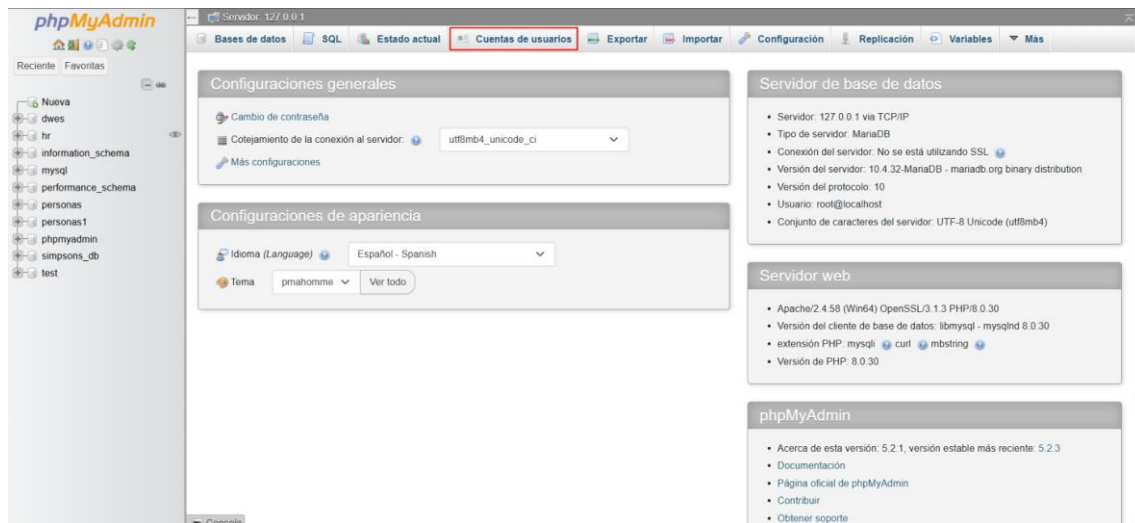 phpMyAdmin
Reciente Favoritas
Nueva
dwes
hr
information_schema
mysql
performance_schema
personas
personas1
phpmyadmin
simpsons_db
test
Servidor: 127.0.0.1
Bases de datos SQL Estado actual Cuentas de usuarios Exportar Importar Configuración Replicación Variables Más
Configuraciones generales
Cambio de contraseña
Cotejamiento de la conexión al servidor: utf8mb4_unicode_ci
Más configuraciones
Configuraciones de apariencia
Idioma (Language) Español - Spanish
Tema pmahomme Ver todo
Servidor de base de datos
• Servidor: 127.0.0.1 via TCP/IP
• Tipo de servidor: MariaDB
• Conexión del servidor: No se está utilizando SSL
• Versión del servidor: 10.4.32-MariaDB - mariadb.org binary distribution
• Versión del protocolo: 10
• Usuario: root@localhost
• Conjunto de caracteres del servidor: UTF-8 Unicode (utf8mb4)
Servidor web
• Apache/2.4.58 (Win64) OpenSSL/3.1.3 PHP/8.0.30
• Versión del cliente de base de datos: libmysql - mysqlnd 8.0.30
• extensión PHP: mysqli curl mbstring
• Versión de PHP: 8.0.30
phpMyAdmin
• Acerca de esta versión: 5.2.1, versión estable más reciente: 5.2.3
• Documentación
• Página oficial de phpMyAdmin
• Contribuir
• Obtener soporte
Consola